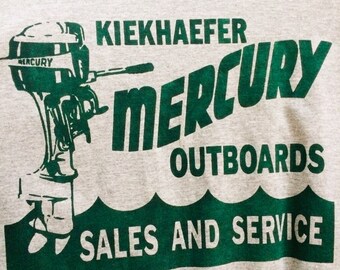 KIEKHAEFER
MERCURY
MERCURY
OUTBOARDS
SALES AND SERVICE